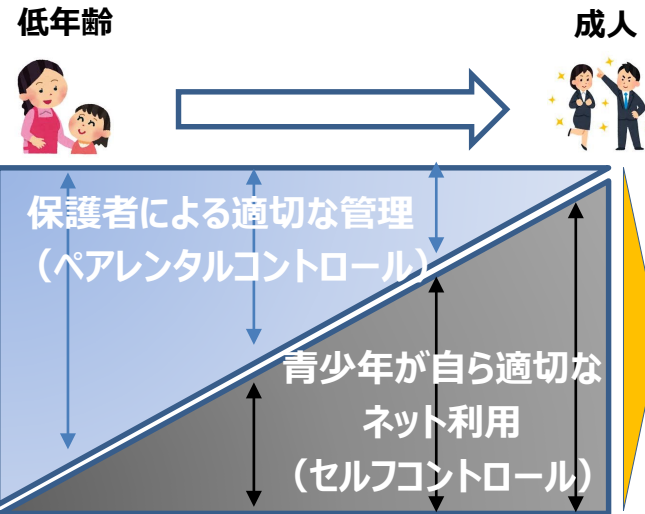 低年齢
成人
保護者による適切な管理
（ペアレンタルコントロール）
青少年が自ら適切な
ネット利用
（セルフコントロール）